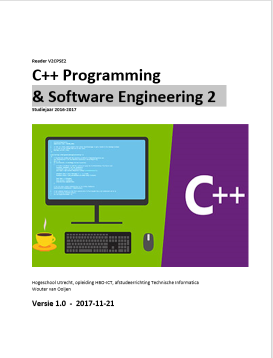 Reader V2CPSE2
C++ Programming
& Software Engineering 2
Studiejaar 2016-2017
C++
Hogeschool Utrecht, opleiding HBO-ICT, afstudeerrichting Technische Informatica
Wouter van Ooijen
Versie 1.0 - 2017-11-21